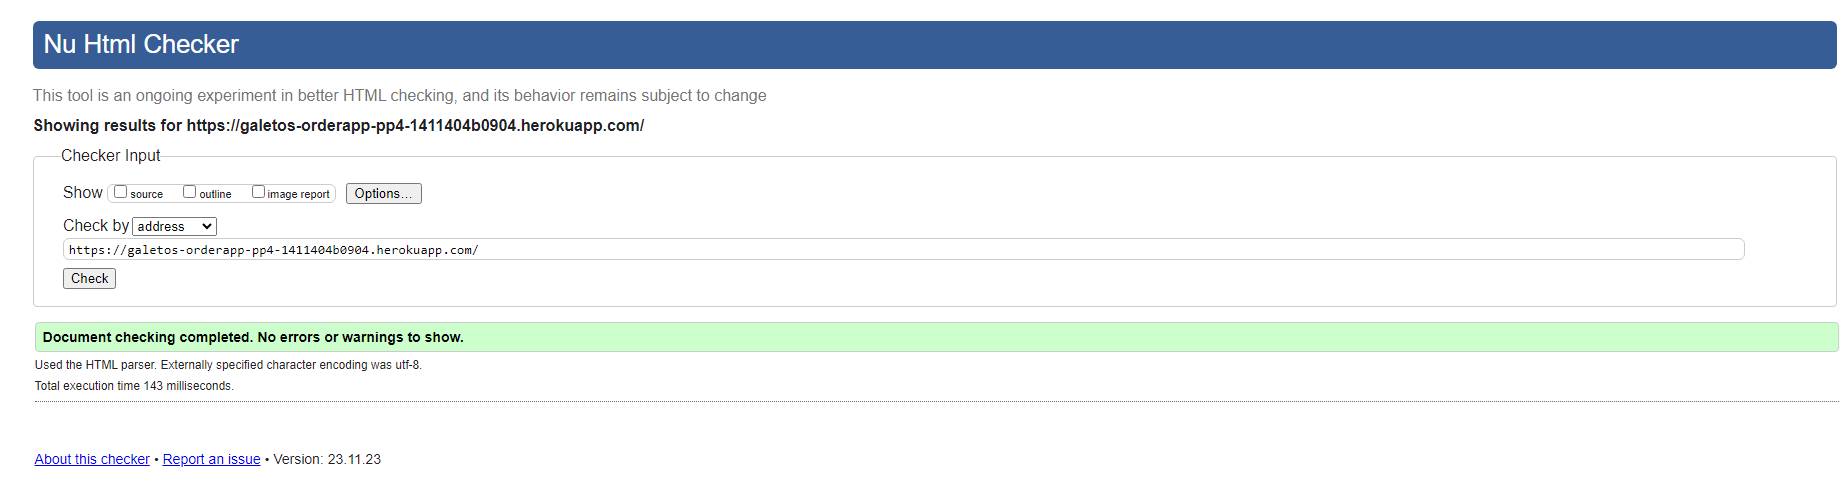 Nu Html Checker
This tool is an ongoing experiment in better HTML checking, and its behavior remains subject to change
Showing results for https://galetos-orderapp-pp4-1411404b0904.herokuapp.com/
Checker Input
Show source outline image report Options...
Check by address
https://galetos-orderapp-pp4-1411404b0904.herokuapp.com/
Check
Document checking completed. No errors or warnings to show.
Used the HTML parser. Externally specified character encoding was utf-8.
Total execution time 143 milliseconds.
About this checker • Report an issue • Version: 23.11.23